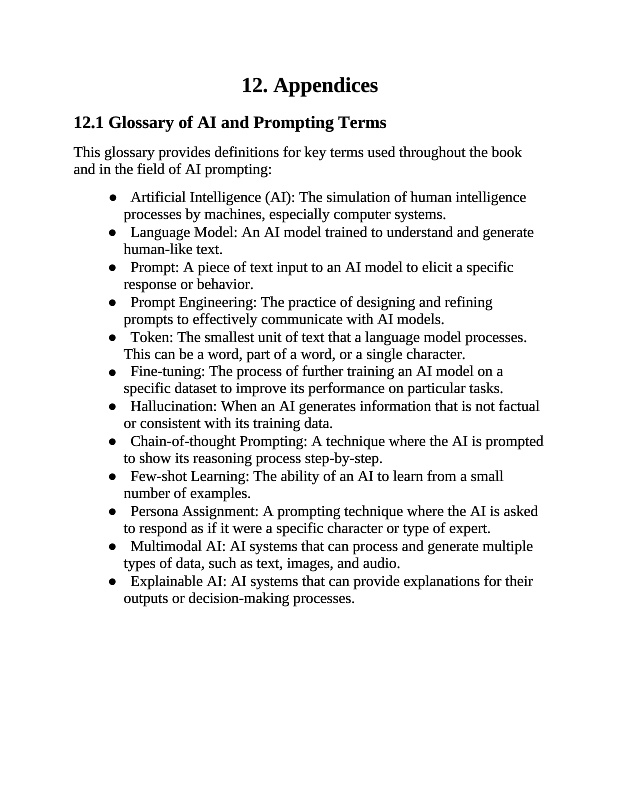 12. Appendices
12.1 Glossary of AI and Prompting Terms
This glossary provides definitions for key terms used throughout the book
and in the field of AI prompting:
● Artificial Intelligence (AI): The simulation of human intelligence
processes by machines, especially computer systems.
● Language Model: An AI model trained to understand and generate
human-like text.
● Prompt: A piece of text input to an AI model to elicit a specific
response or behavior.
● Prompt Engineering: The practice of designing and refining
prompts to effectively communicate with AI models.
● Token: The smallest unit of text that a language model processes.
This can be a word, part of a word, or a single character.
● Fine-tuning: The process of further training an AI model on a
specific dataset to improve its performance on particular tasks.
● Hallucination: When an AI generates information that is not factual
or consistent with its training data.
● Chain-of-thought Prompting: A technique where the AI is prompted
to show its reasoning process step-by-step.
● Few-shot Learning: The ability of an AI to learn from a small
number of examples.
● Persona Assignment: A prompting technique where the AI is asked
to respond as if it were a specific character or type of expert.
● Multimodal AI: AI systems that can process and generate multiple
types of data, such as text, images, and audio.
● Explainable AI: AI systems that can provide explanations for their
outputs or decision-making processes.